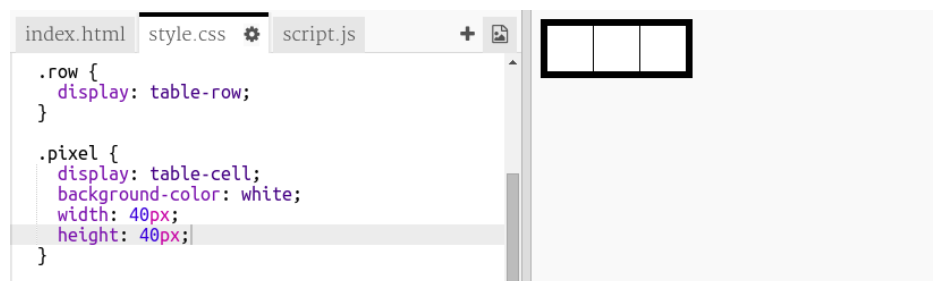 index.html style.css script.js +
.row {
  display: table-row;
}
.pixel {
  display: table-cell;
  background-color: white;
  width: 40px;
  height: 40px;
}